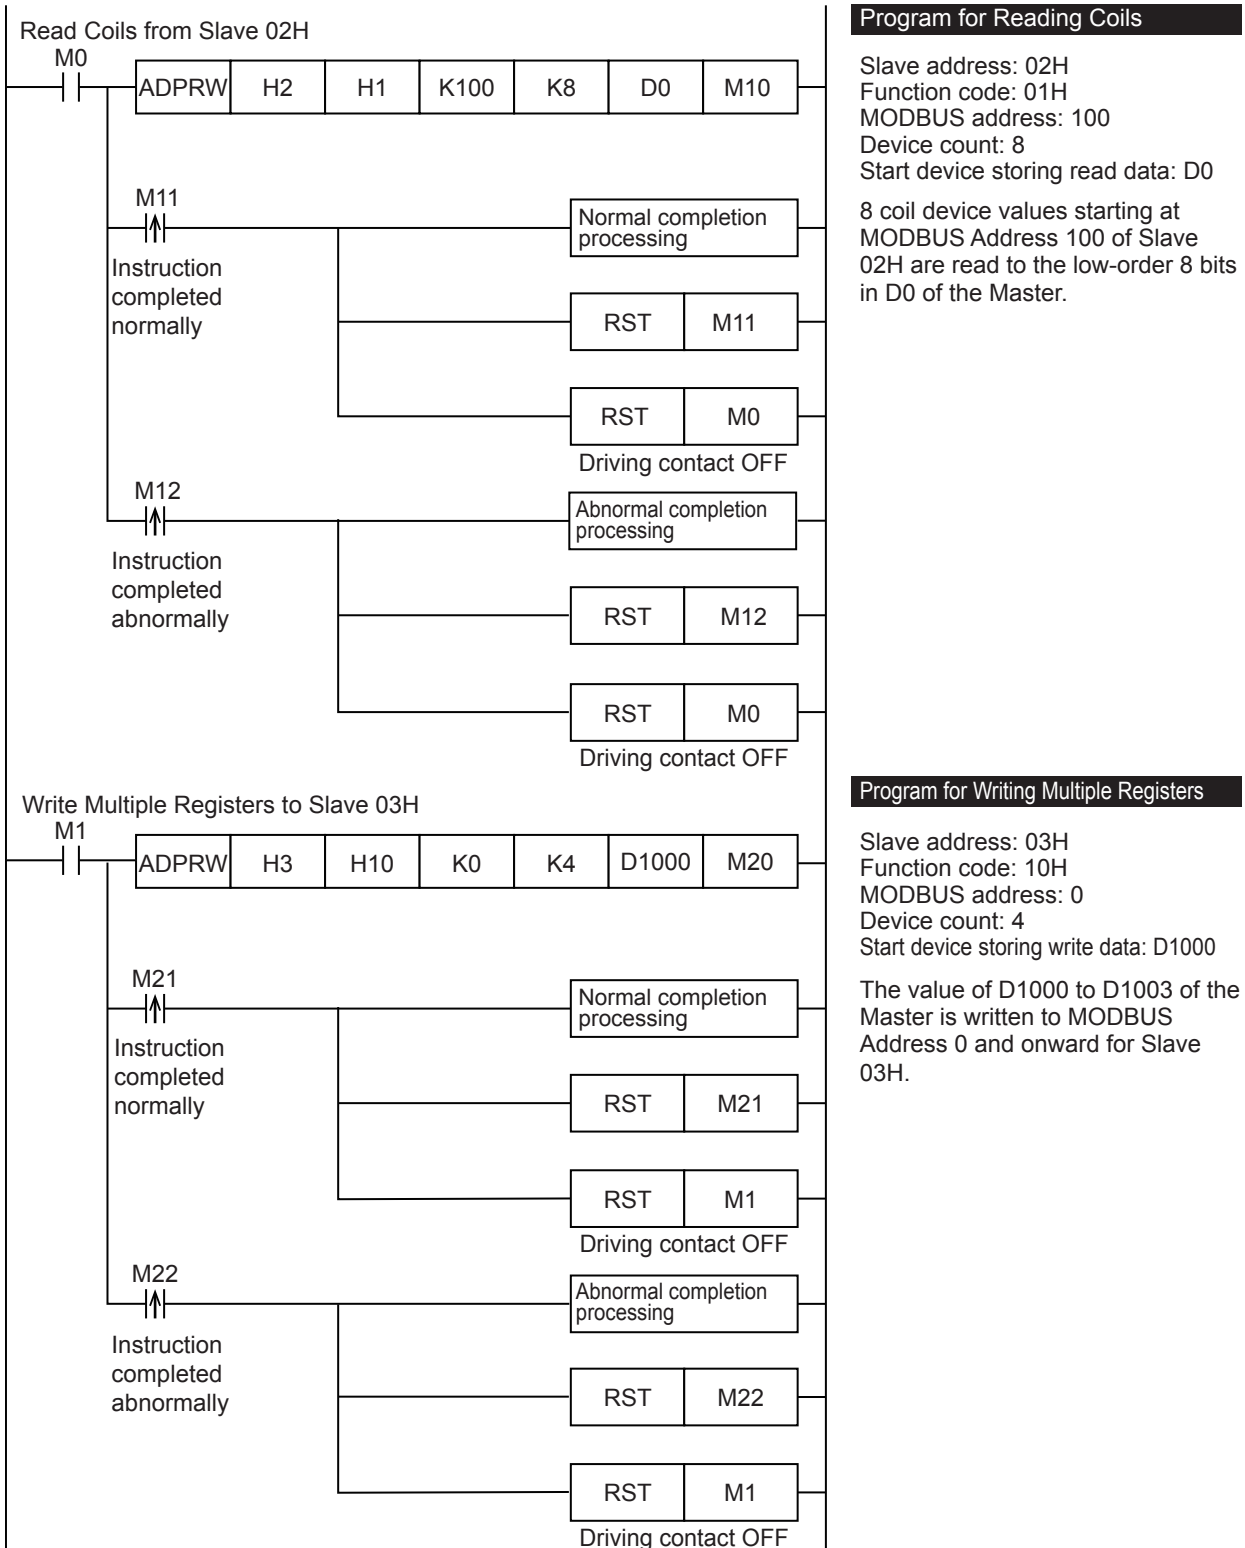 Read Coils from Slave 02H
M0
ADPRW H2 H1 K100 K8 D0 M10
M11
Instruction
completed
normally
Normal completion
processing
RST M11
RST M0
Driving contact OFF
M12
Instruction
completed
abnormally
Abnormal completion
processing
RST M12
RST M0
Driving contact OFF
Program for Reading Coils
Slave address: 02H
Function code: 01H
MODBUS address: 100
Device count: 8
Start device storing read data: D0
8 coil device values starting at
MODBUS Address 100 of Slave
02H are read to the low-order 8 bits
in D0 of the Master.
Write Multiple Registers to Slave 03H
M1
ADPRW H3 H10 K0 K4 D1000 M20
M21
Instruction
completed
normally
Normal completion
processing
RST M21
RST M1
Driving contact OFF
M22
Instruction
completed
abnormally
Abnormal completion
processing
RST M22
RST M1
Driving contact OFF
Program for Writing Multiple Registers
Slave address: 03H
Function code: 10H
MODBUS address: 0
Device count: 4
Start device storing write data: D1000
The value of D1000 to D1003 of the
Master is written to MODBUS
Address 0 and onward for Slave
03H.